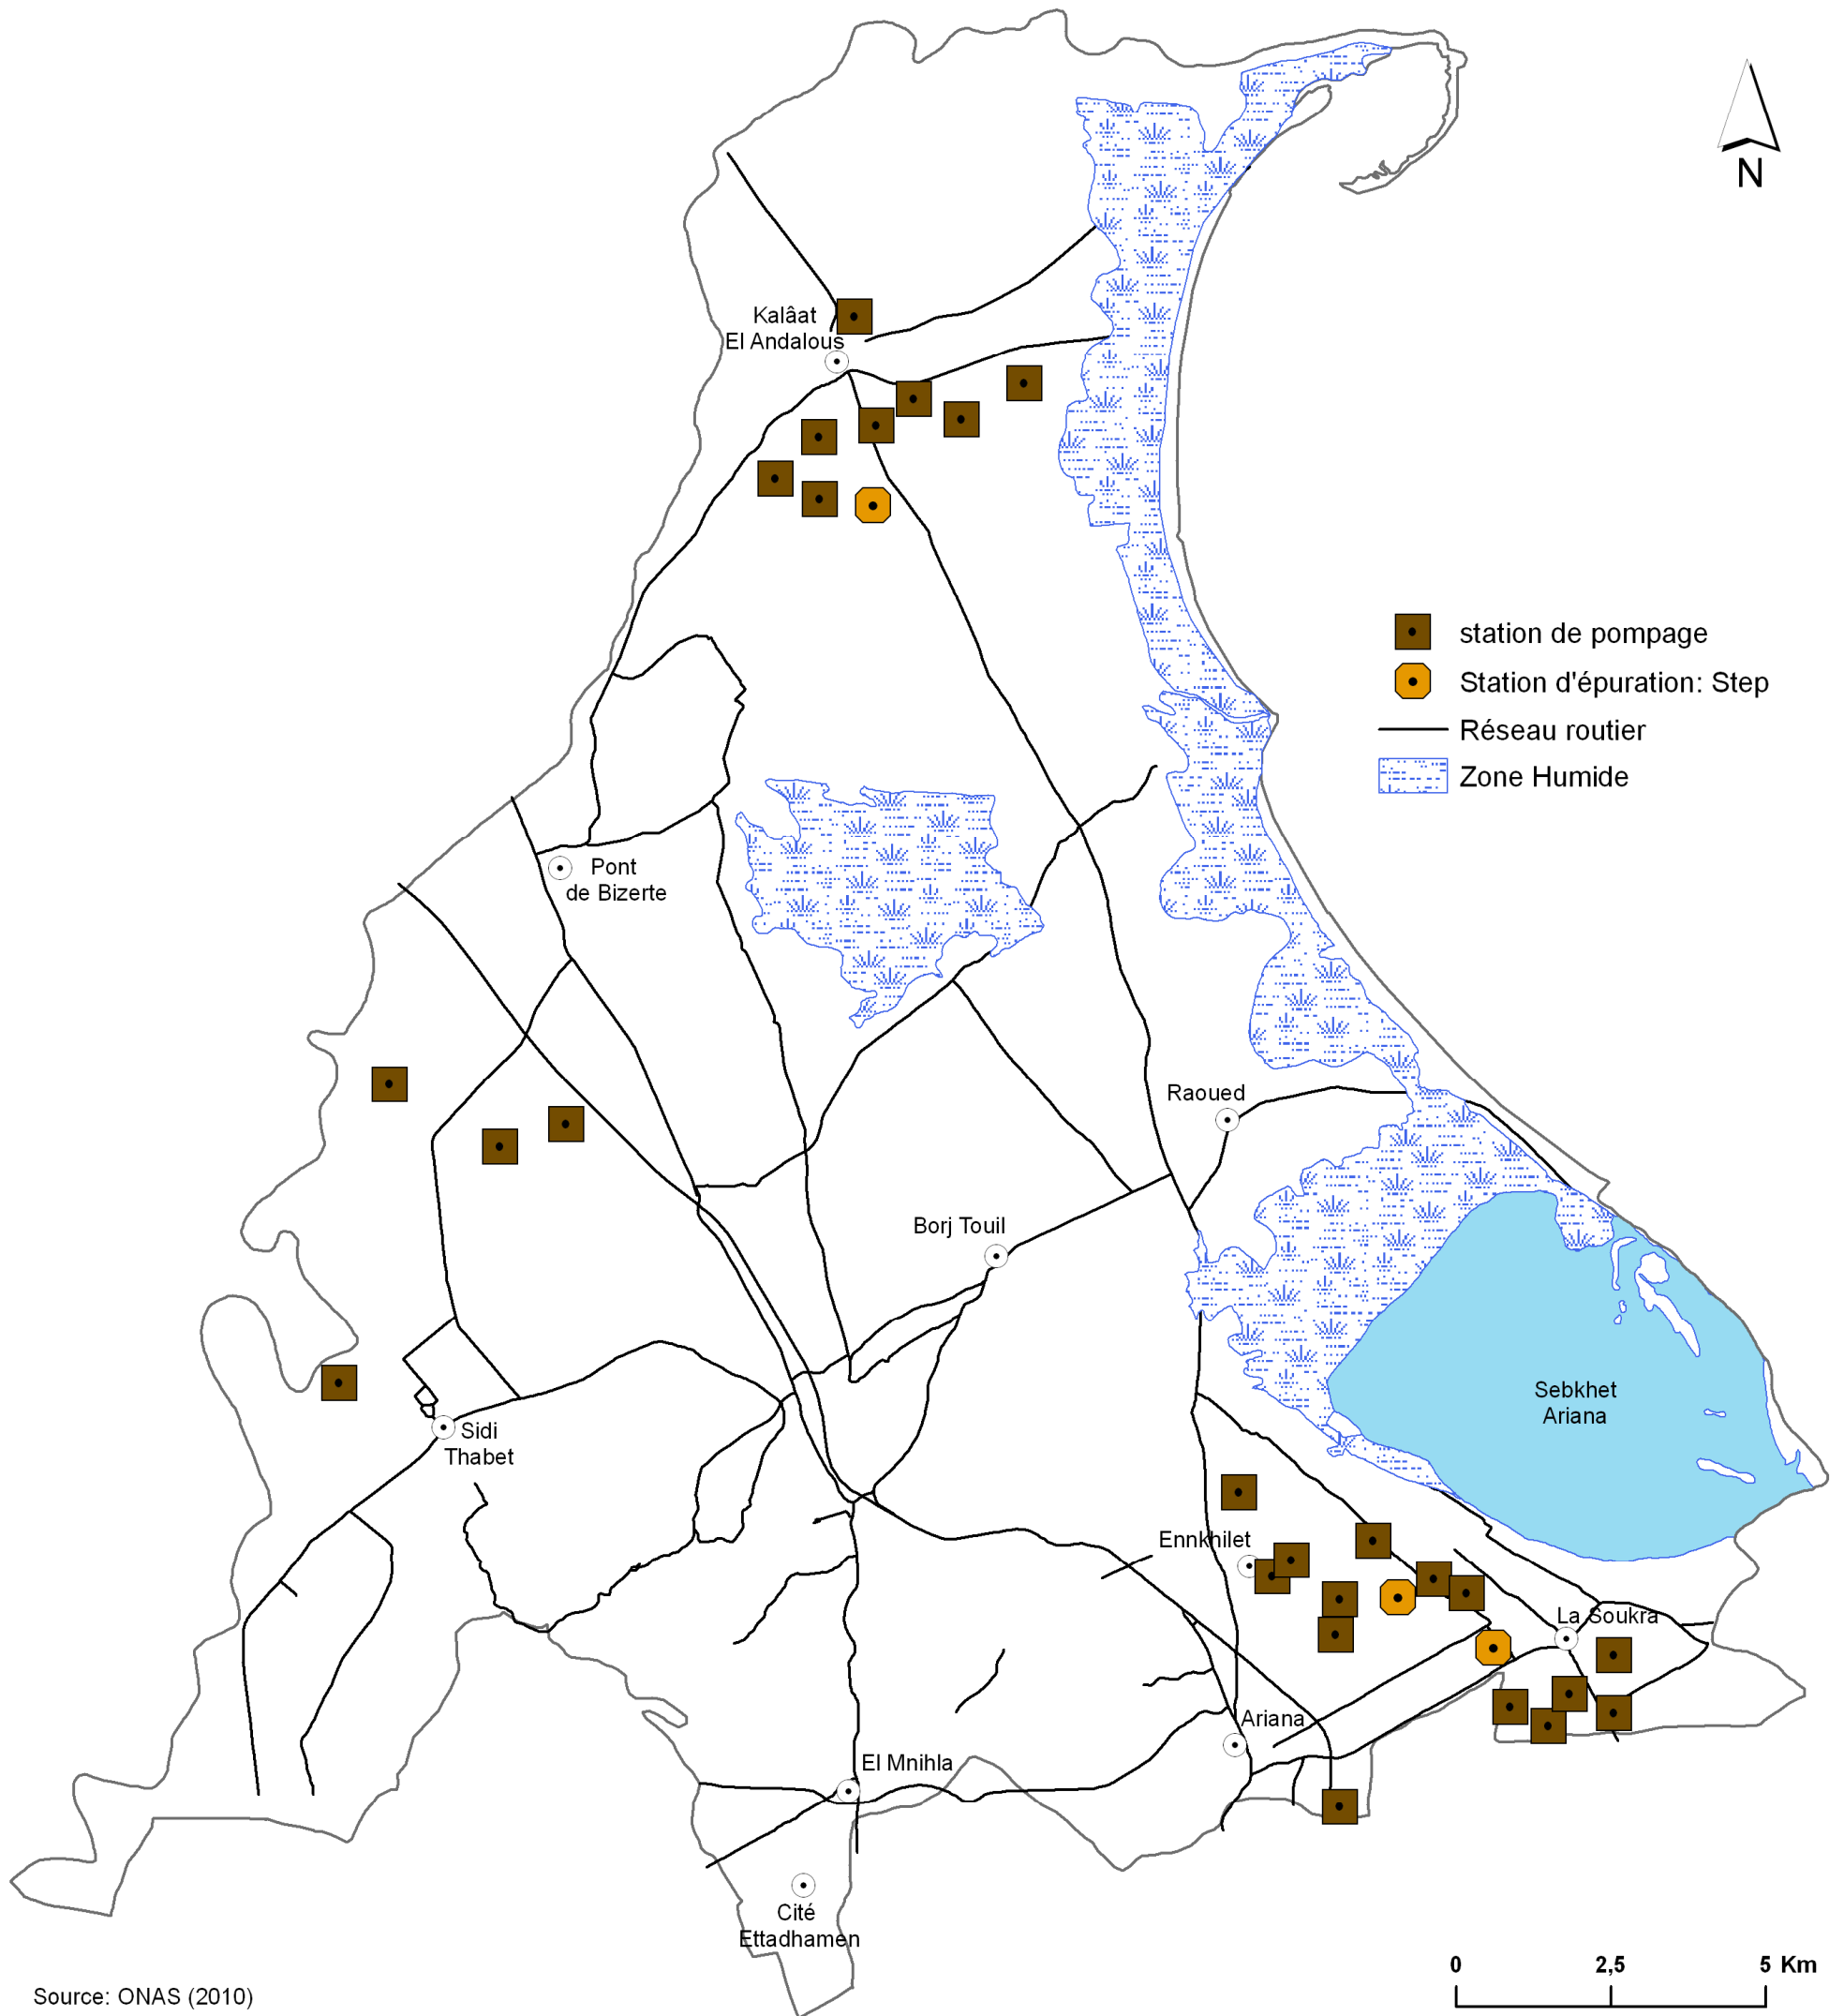 N
Kalâat
El Andalous
station de pompage
Station d'épuration: Step
Réseau routier
Zone Humide
Pont
de Bizerte
Raoued
Borj Touil
Sebkhet
Ariana
Sidi
Thabet
Ennkhilet
La Soukra
Ariana
El Mnihla
Cité
Ettadhamen
0 2,5 5 Km
Source: ONAS (2010)